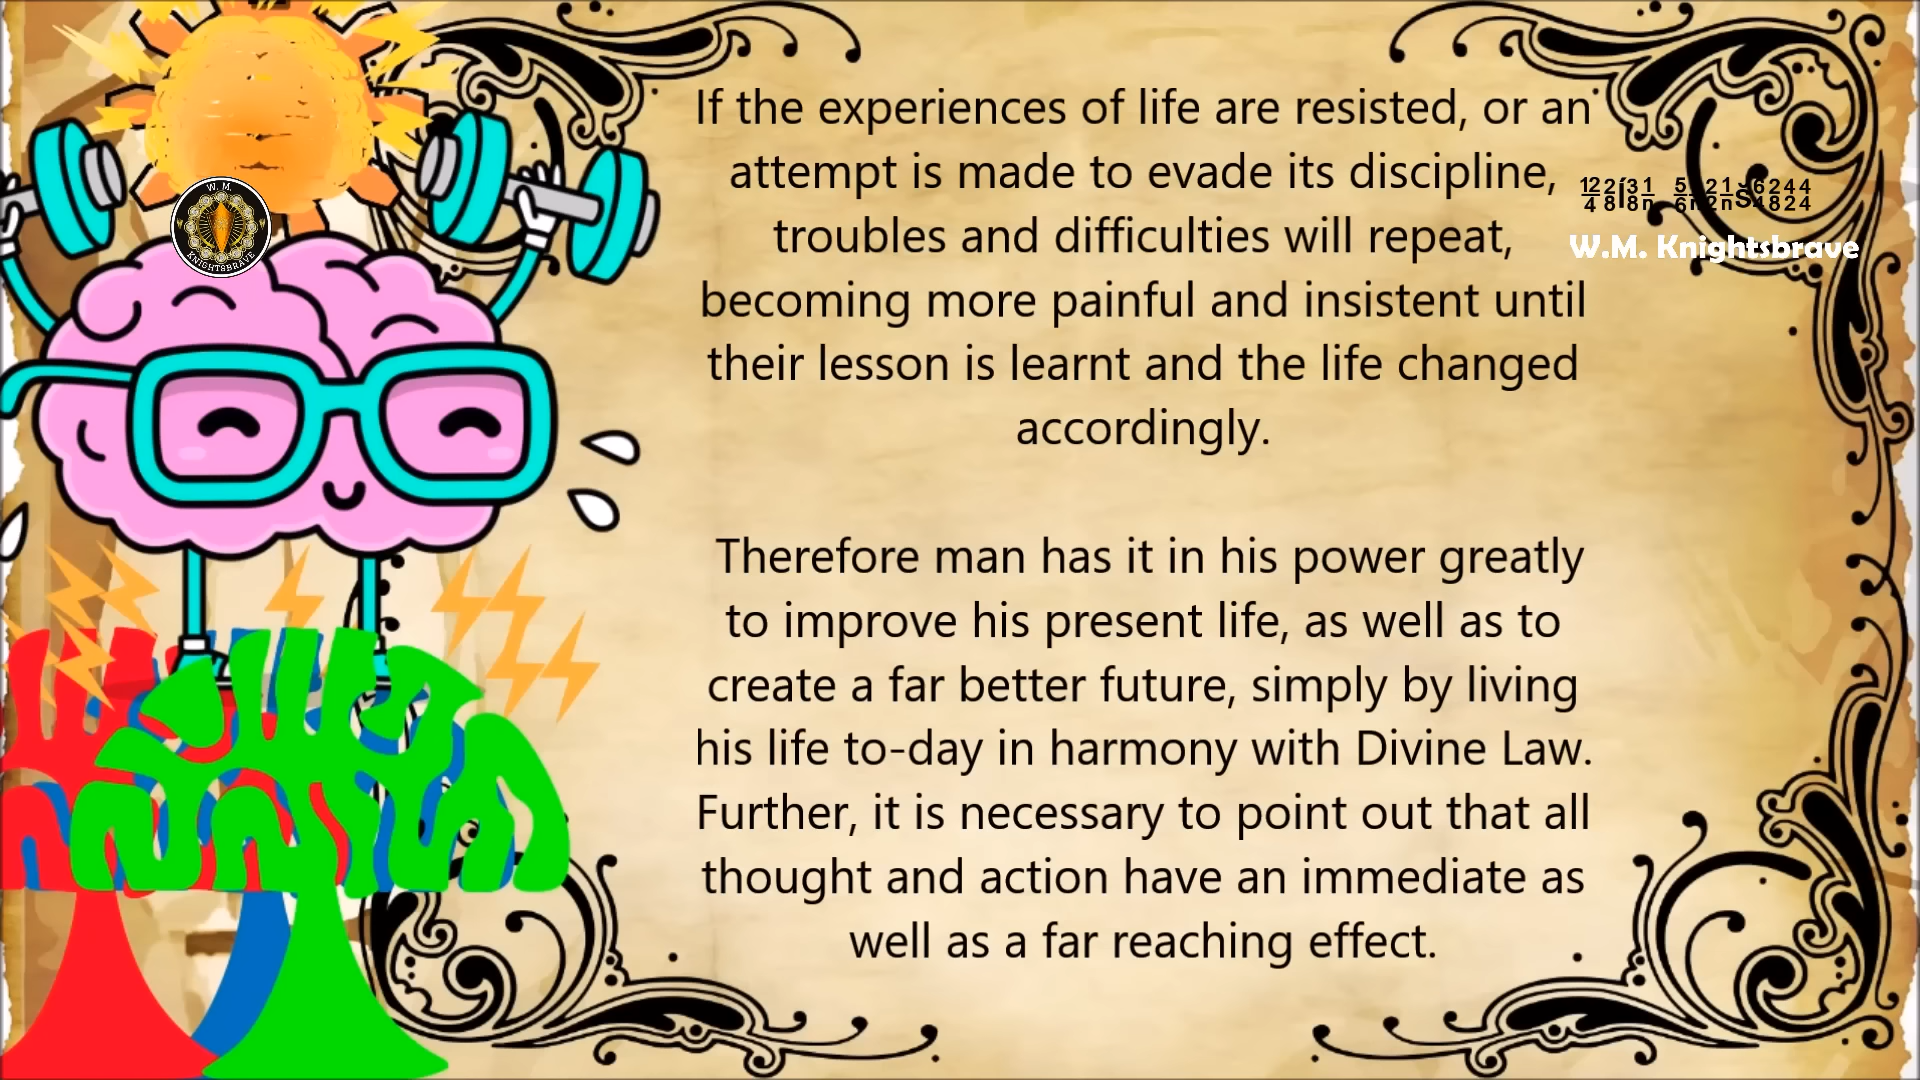 If the experiences of life are resisted, or an
attempt is made to evade its discipline,
troubles and difficulties will repeat,
becoming more painful and insistent until
their lesson is learnt and the life changed
accordingly.
Therefore man has it in his power greatly
to improve his present life, as well as to
create a far better future, simply by living
his life to-day in harmony with Divine Law.
Further, it is necessary to point out that all
thought and action have an immediate as
well as a far reaching effect.
W.M. Knightsbrave
W. M.
KNIGHTSBRAVE